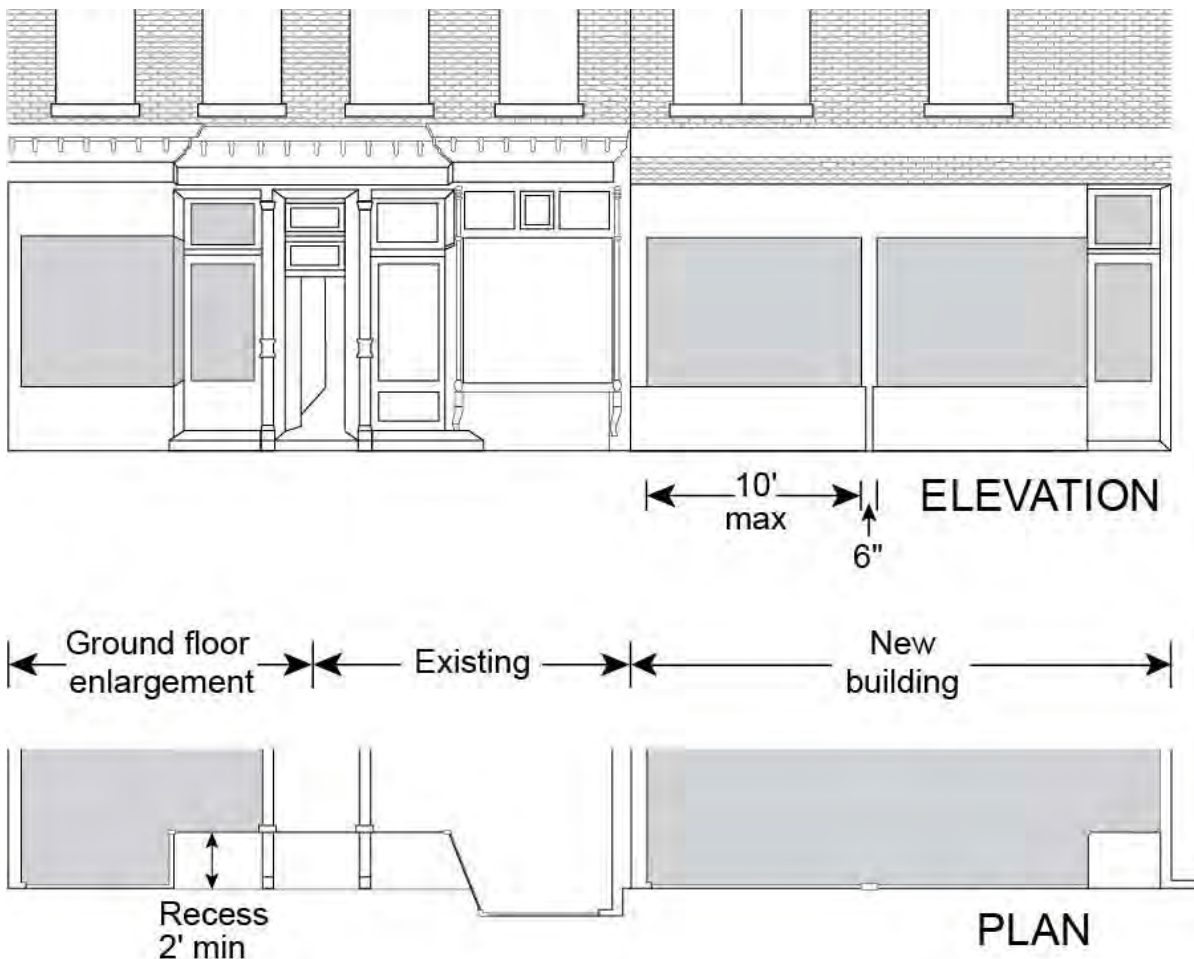 10'
max
ELEVATION
6"
Ground floor
enlargement
Existing
New
building
Recess
2' min
PLAN